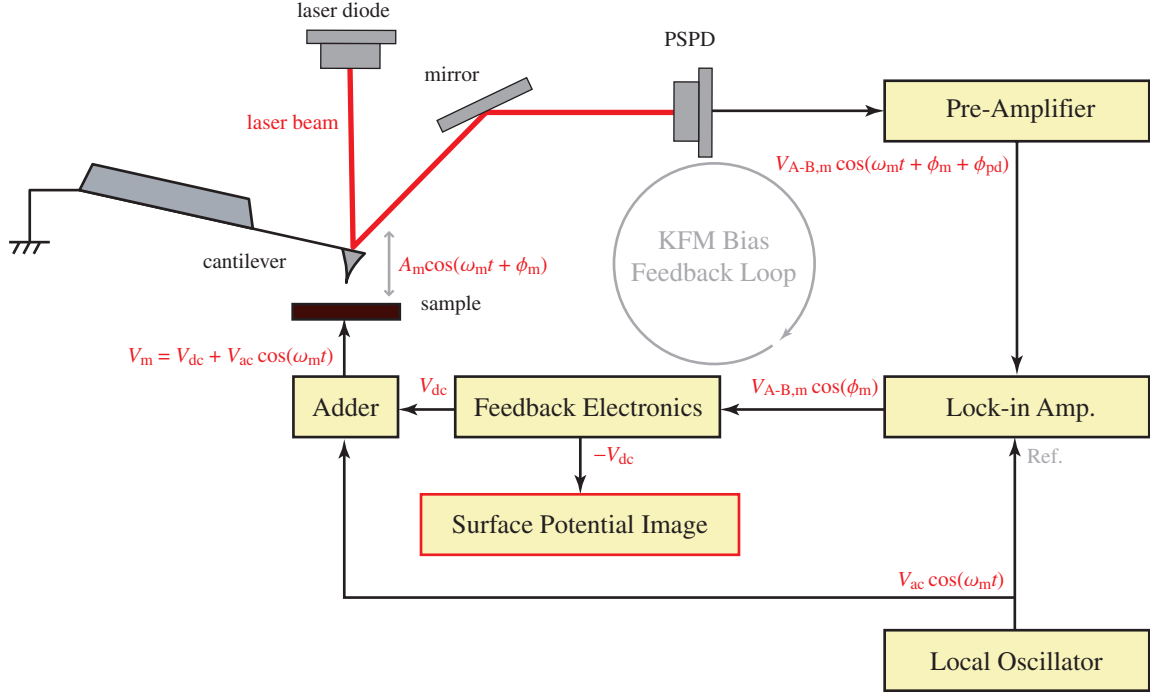 laser diode
PSPD
mirror
laser beam
Pre-Amplifier
V_A-B,m cos(ω_m t + ϕ_m + ϕ_pd)
KFM Bias
Feedback Loop
cantilever
A_m cos(ω_m t + ϕ_m)
sample
V_m = V_dc + V_ac cos(ω_m t)
V_dc
V_A-B,m cos(ϕ_m)
Adder
Feedback Electronics
Lock-in Amp.
−V_dc
Ref.
Surface Potential Image
V_ac cos(ω_m t)
Local Oscillator